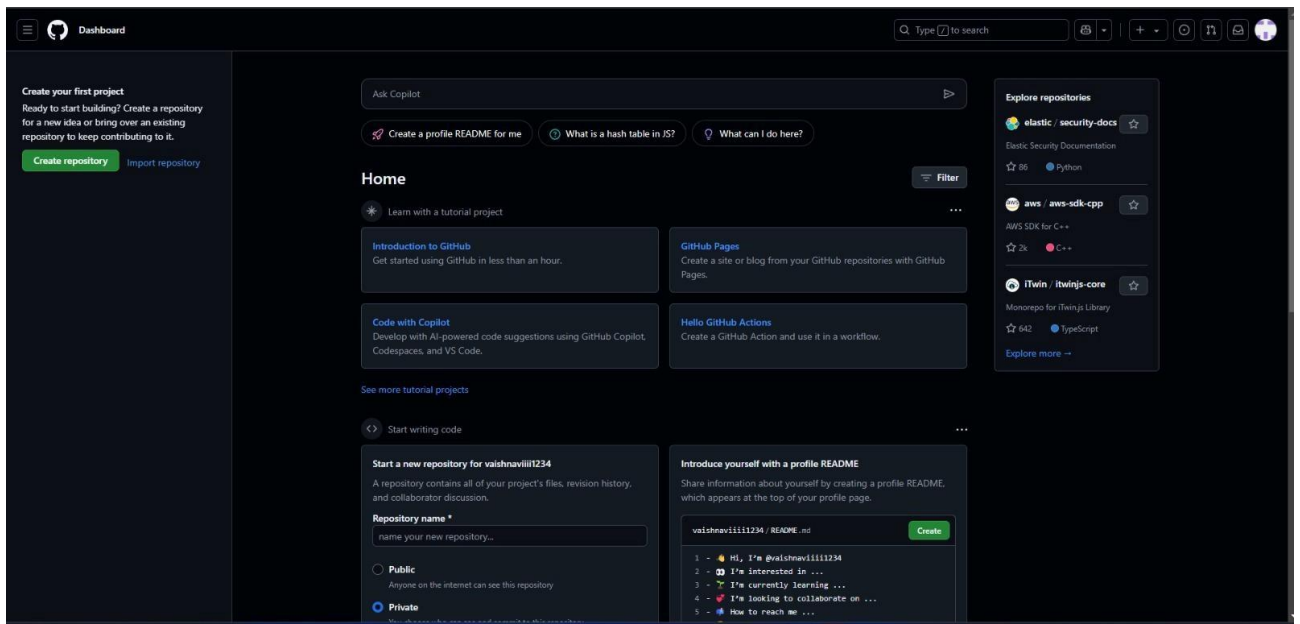 Dashboard
Type / to search
Create your first project
Ready to start building? Create a repository
for a new idea or bring over an existing
repository to keep contributing to it.
Create repository
Import repository
Ask Copilot
Create a profile README for me
What is a hash table in JS?
What can I do here?
Home
Filter
Learn with a tutorial project
Introduction to GitHub
Get started using GitHub in less than an hour.
GitHub Pages
Create a site or blog from your GitHub repositories with GitHub
Pages.
Code with Copilot
Develop with AI-powered code suggestions using GitHub Copilot,
Codespaces, and VS Code.
Hello GitHub Actions
Create a GitHub Action and use it in a workflow.
See more tutorial projects
Start writing code
Start a new repository for vaishnaviiii1234
A repository contains all of your project's files, revision history,
and collaborator discussion.
Repository name *
name your new repository...
Public
Anyone on the internet can see this repository
Private
You choose who can see and commit to this repository
Introduce yourself with a profile README
Share information about yourself by creating a profile README,
which appears at the top of your profile page.
vaishnaviiii1234 / README.md
Create
1 - 👋 Hi, I'm @vaishnaviiii1234
2 - 👀 I'm interested in ...
3 - 🌱 I'm currently learning ...
4 - 💞️ I'm looking to collaborate on ...
5 - 📫 How to reach me ...
Explore repositories
elastic / security-docs
Elastic Security Documentation
86 Python
aws
aws / aws-sdk-cpp
AWS SDK for C++
2k C++
iTwin / itwinjs-core
Monorepo for iTwin.js Library
642 TypeScript
Explore more →